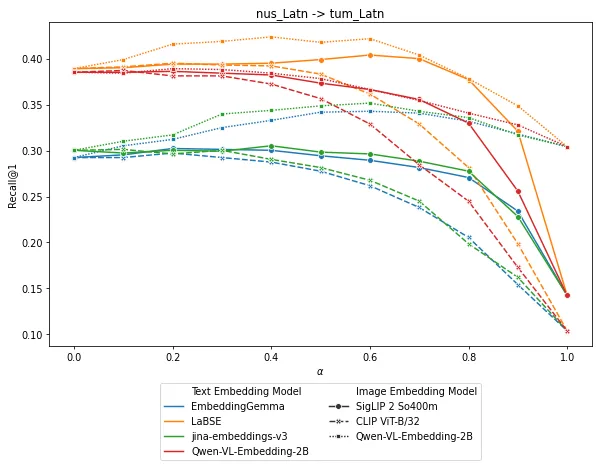 nus_Latn -> tum_Latn
Recall@1
0.40
0.35
0.30
0.25
0.20
0.15
0.10
0.0 0.2 0.4 0.6 0.8 1.0
α
Text Embedding Model
EmbeddingGemma
LaBSE
jina-embeddings-v3
Qwen-VL-Embedding-2B
Image Embedding Model
SigLIP 2 So400m
CLIP ViT-B/32
Qwen-VL-Embedding-2B